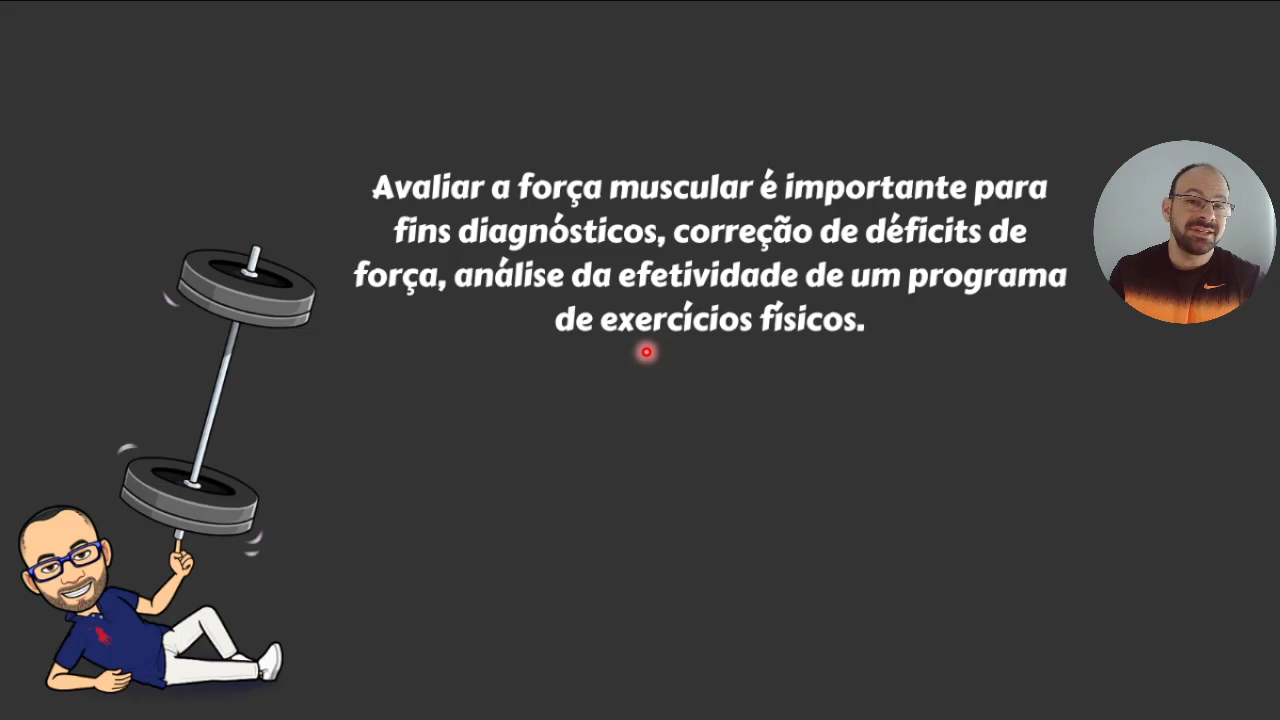 Avaliar a força muscular é importante para
fins diagnósticos, correção de déficits de
força, análise da efetividade de um programa
de exercícios físicos.